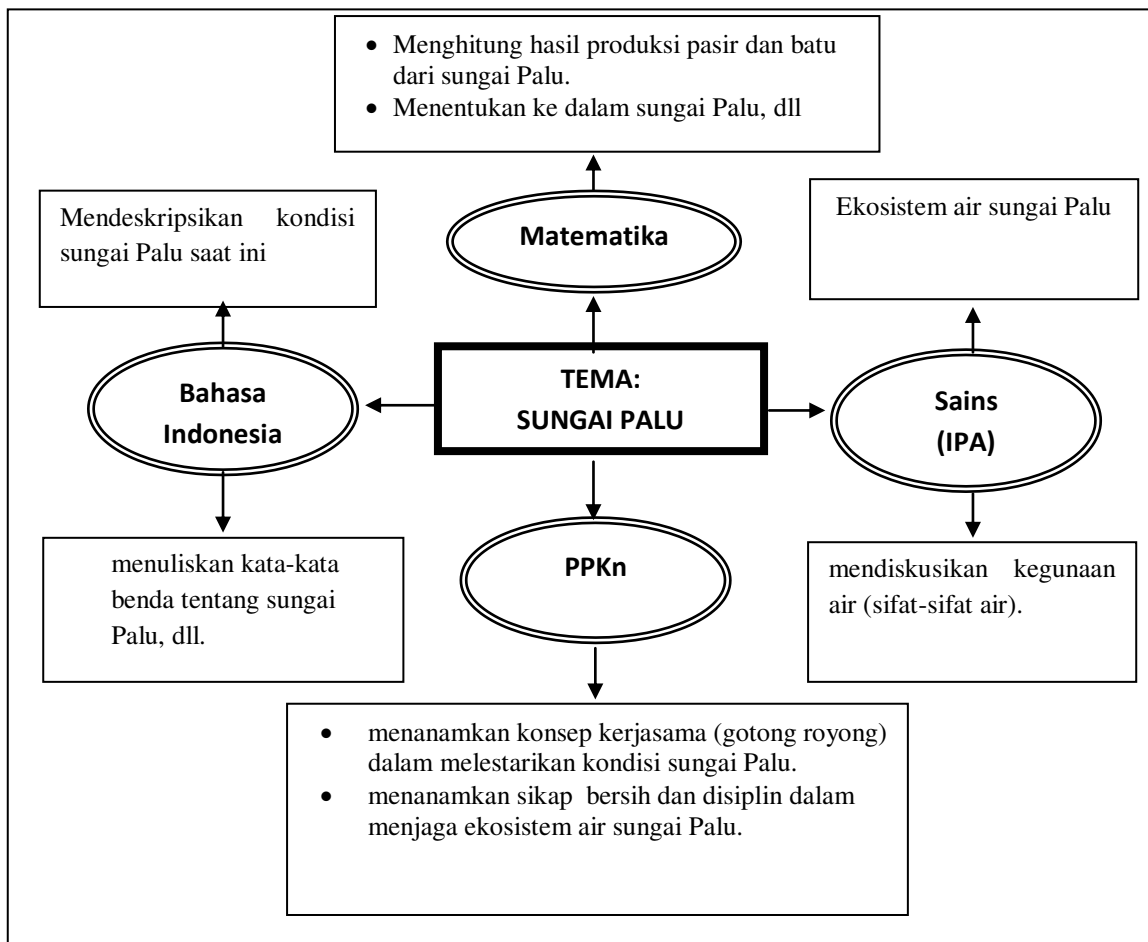 • Menghitung hasil produksi pasir dan batu
dari sungai Palu.
• Menentukan ke dalam sungai Palu, dll
Mendeskripsikan kondisi
sungai Palu saat ini
Matematika
Ekosistem air sungai Palu
Bahasa
Indonesia
TEMA:
SUNGAI PALU
Sains
(IPA)
menuliskan kata-kata
benda tentang sungai
Palu, dll.
PPKn
mendiskusikan kegunaan
air (sifat-sifat air).
• menanamkan konsep kerjasama (gotong royong)
dalam melestarikan kondisi sungai Palu.
• menanamkan sikap bersih dan disiplin dalam
menjaga ekosistem air sungai Palu.